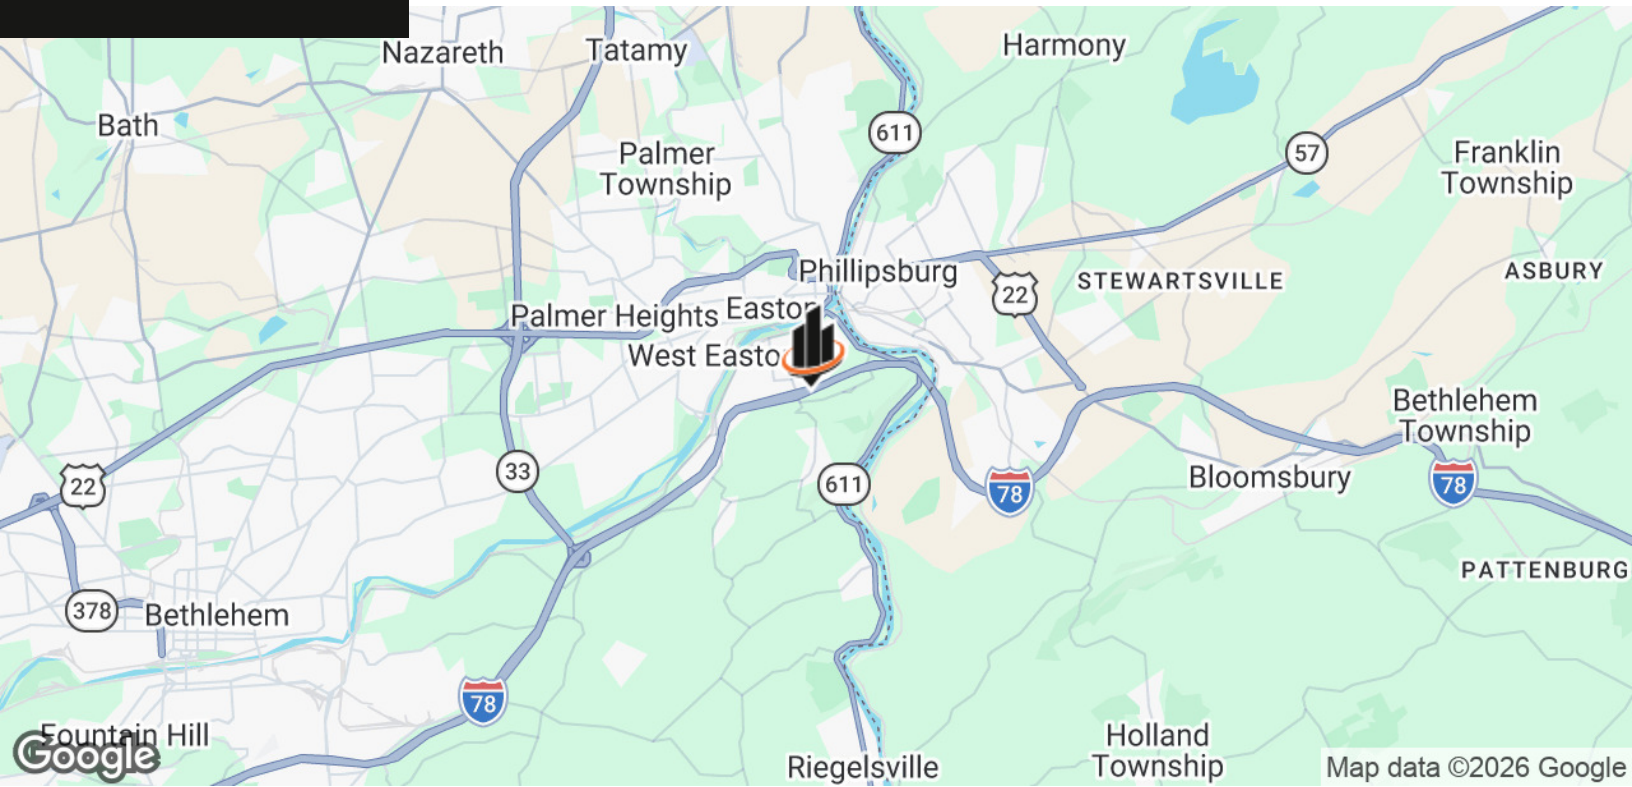 Nazareth
Tatamy
Harmony
Bath
611
57
Palmer
Township
Franklin
Township
Phillipsburg
22
STEWARTSVILLE
ASBURY
Palmer Heights
Easton
West Easto
Bethlehem
Township
33
22
611
78
Bloomsbury
78
PATTENBURG
378
Bethlehem
78
Fountain Hill
Google
Riegelsville
Holland
Township
Map data ©2026 Google